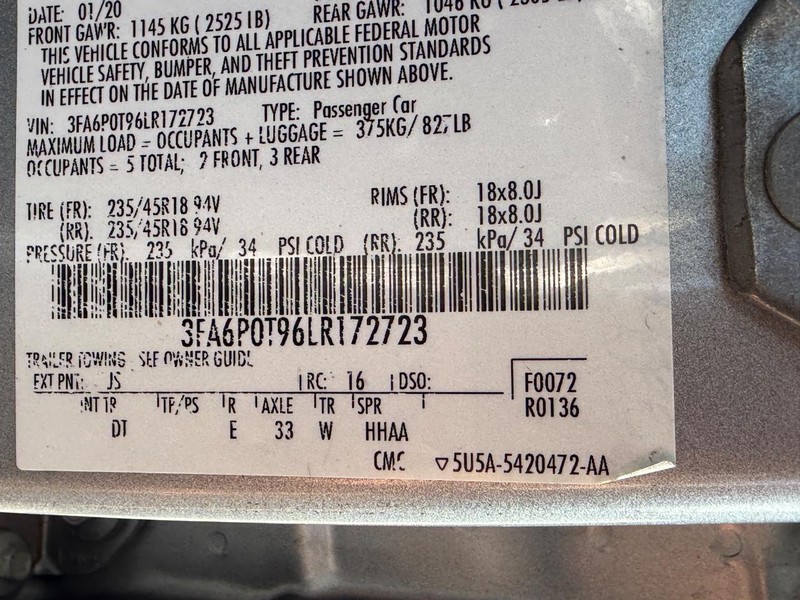 DATE: 01/20
FRONT GAWR: 1145 KG ( 2525 LB) REAR GAWR:
THIS VEHICLE CONFORMS TO ALL APPLICABLE FEDERAL MOTOR
VEHICLE SAFETY, BUMPER, AND THEFT PREVENTION STANDARDS
IN EFFECT ON THE DATE OF MANUFACTURE SHOWN ABOVE.
VIN: 3FA6P0T96LR172723 TYPE: Passenger Car
MAXIMUM LOAD = OCCUPANTS + LUGGAGE = 375KG/ 827LB
OCCUPANTS = 5 TOTAL; 2 FRONT, 3 REAR
TIRE (FR): 235/45R18 94V RIMS (FR): 18x8.0J
(RR): 235/45R18 94V (RR): 18x8.0J
PRESSURE (FR): 235 kPa/ 34 PSI COLD (RR): 235 kPa/ 34 PSI COLD
3FA6P0T96LR172723
TRAILER TOWING - SEE OWNER GUIDE
EXT PNT: JS RC: 16 DSO: F0072
INT TR TP/PS R AXLE TR SPR R0136
DT E 33 W HHAA
5U5A-5420472-AA